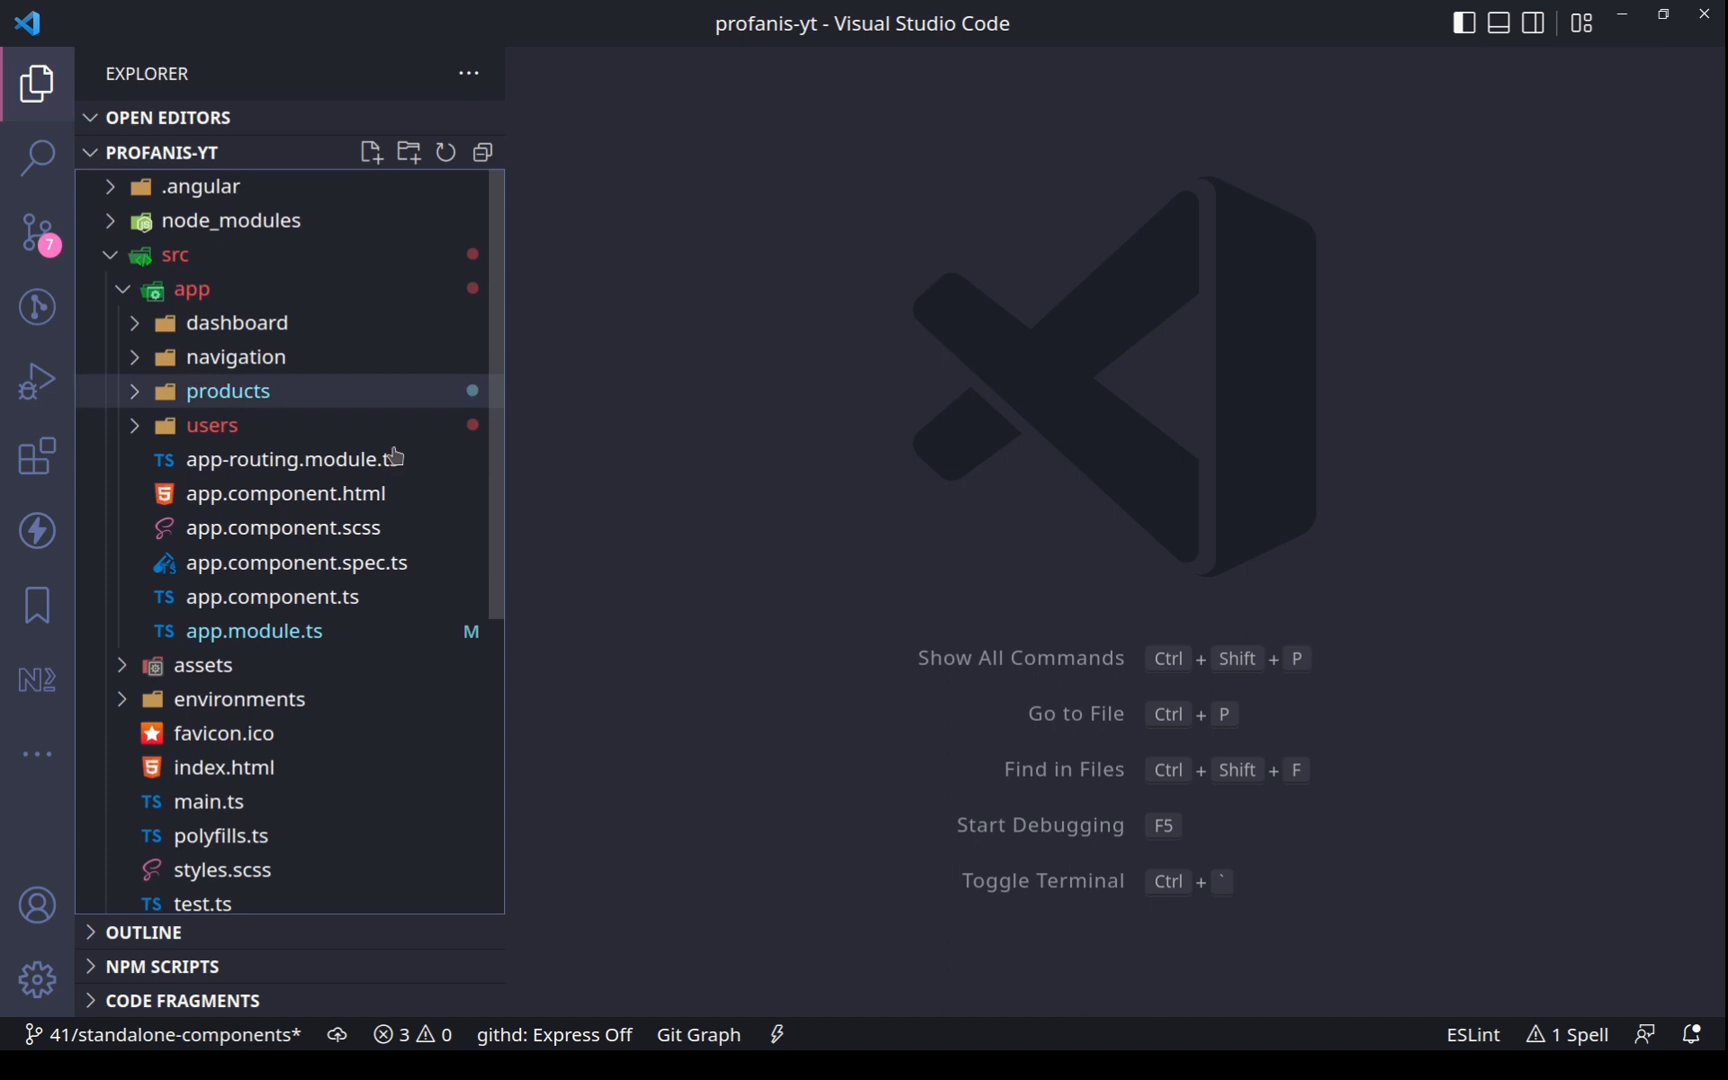 profanis-yt - Visual Studio Code
EXPLORER
OPEN EDITORS
PROFANIS-YT
.angular
node_modules
src
app
dashboard
navigation
products
users
TS app-routing.module.ts
app.component.html
app.component.scss
app.component.spec.ts
TS app.component.ts
TS app.module.ts M
assets
environments
favicon.ico
index.html
TS main.ts
TS polyfills.ts
styles.scss
TS test.ts
OUTLINE
NPM SCRIPTS
CODE FRAGMENTS
7
Show All Commands Ctrl + Shift + P
Go to File Ctrl + P
Find in Files Ctrl + Shift + F
Start Debugging F5
Toggle Terminal Ctrl + `
41/standalone-components* 3 0 githd: Express Off Git Graph ESLint 1 Spell